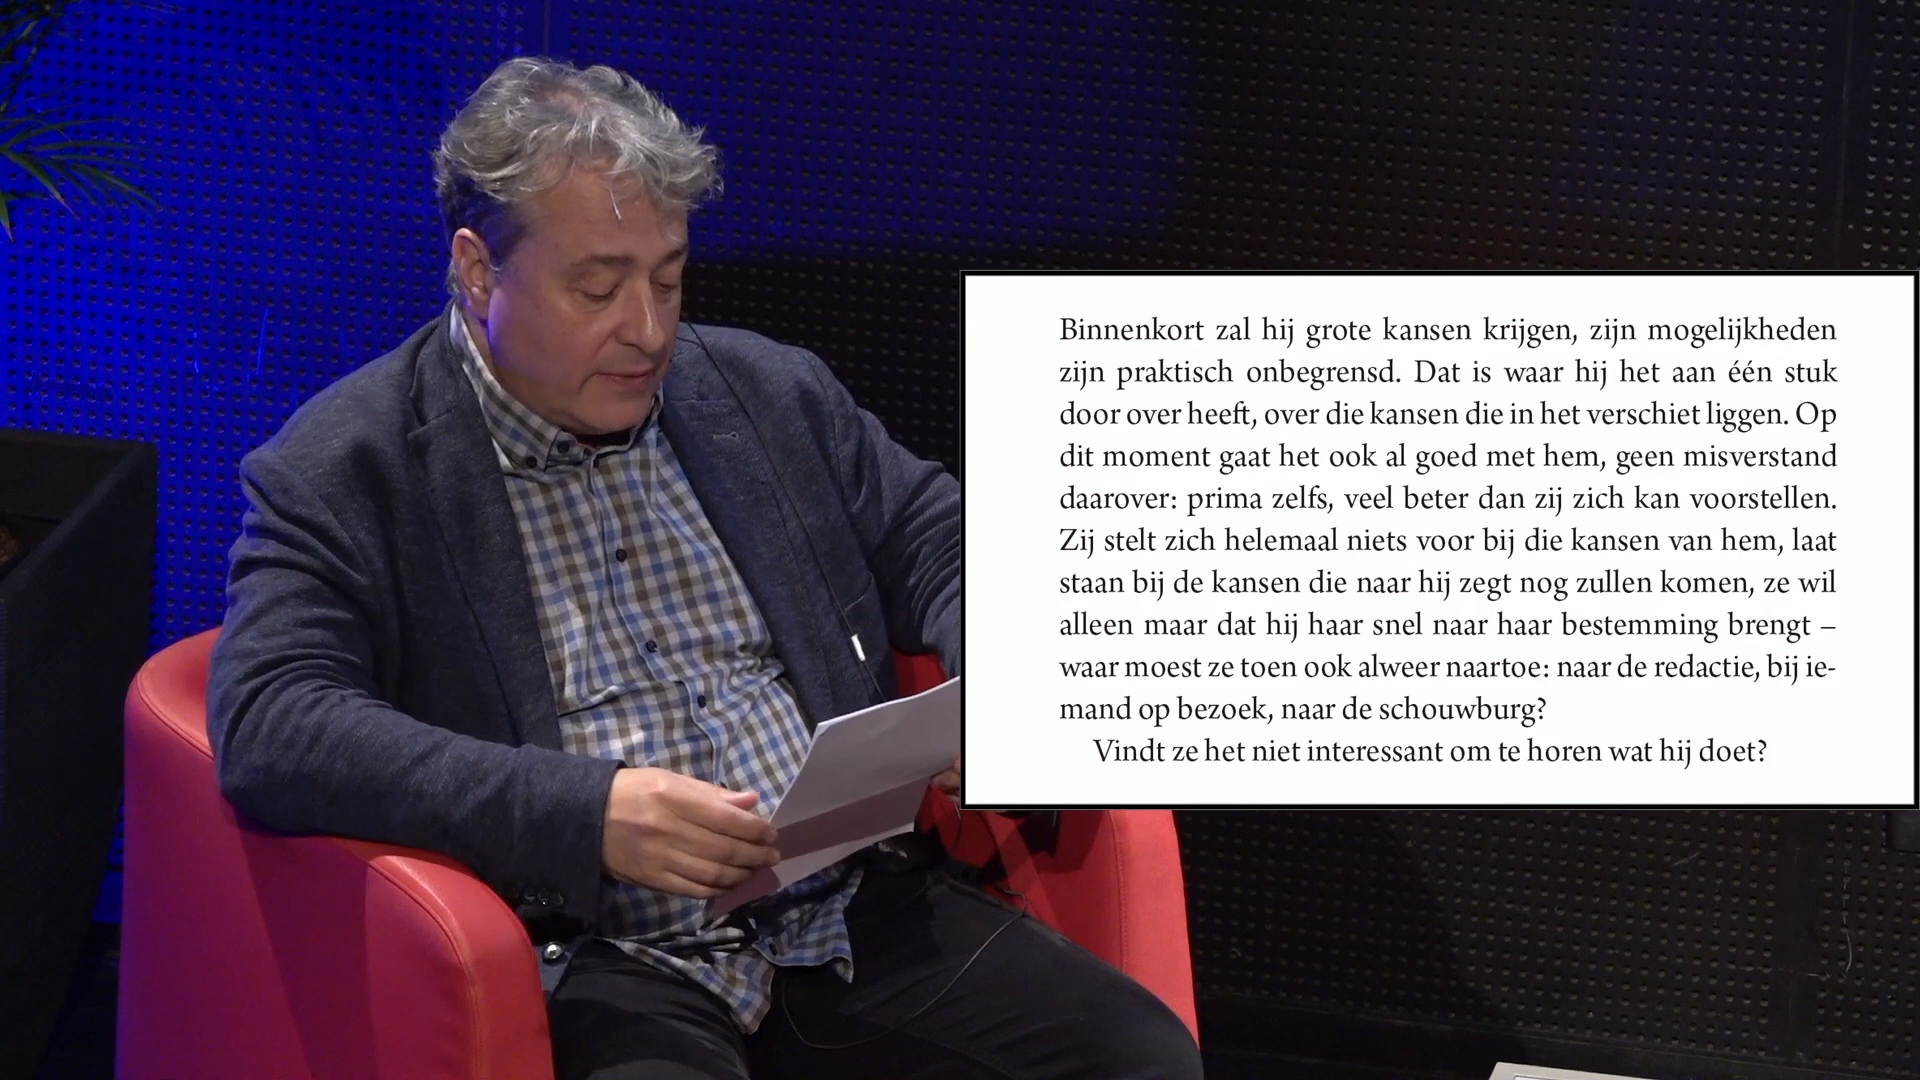 Binnenkort zal hij grote kansen krijgen, zijn mogelijkheden
zijn praktisch onbegrensd. Dat is waar hij het aan één stuk
door over heeft, over die kansen die in het verschiet liggen. Op
dit moment gaat het ook al goed met hem, geen misverstand
daarover: prima zelfs, veel beter dan zij zich kan voorstellen.
Zij stelt zich helemaal niets voor bij die kansen van hem, laat
staan bij de kansen die naar hij zegt nog zullen komen, ze wil
alleen maar dat hij haar snel naar haar bestemming brengt –
waar moest ze toen ook alweer naartoe: naar de redactie, bij ie-
mand op bezoek, naar de schouwburg?
Vindt ze het niet interessant om te horen wat hij doet?